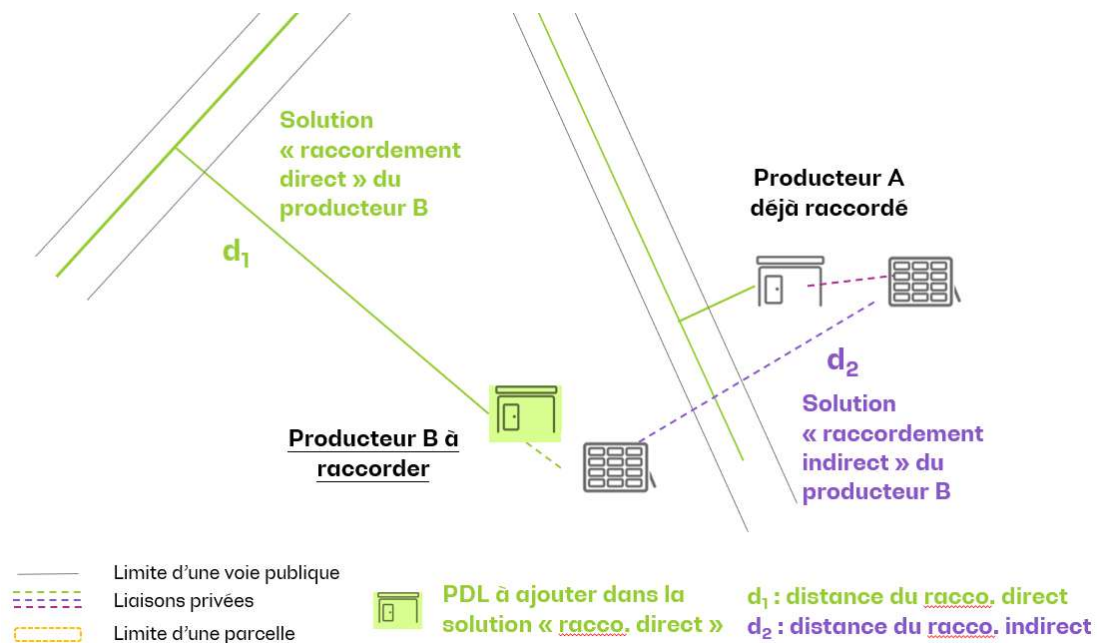 Solution
« raccordement
direct » du
producteur B
d₁
Producteur A
déjà raccordé
d₂
Solution
« raccordement
indirect » du
producteur B
Producteur B à
raccorder
Limite d'une voie publique
Liaisons privées
Limite d'une parcelle
PDL à ajouter dans la
solution « racco. direct »
d₁ : distance du racco. direct
d₂ : distance du racco. indirect